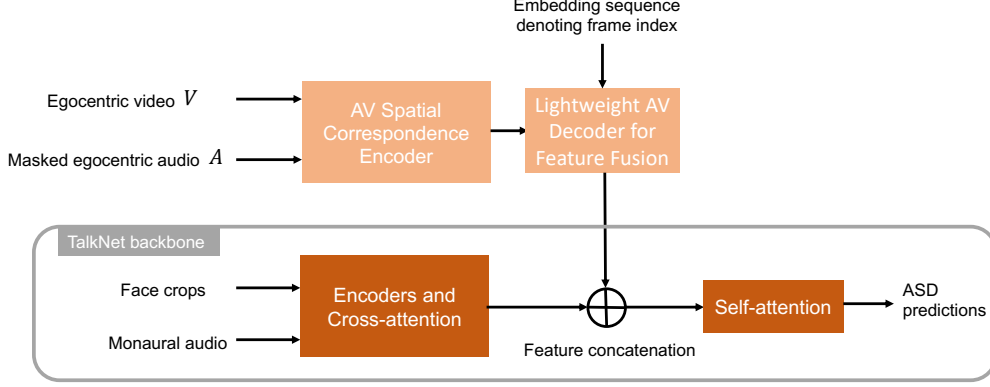 Embedding sequence
denoting frame index
Egocentric video V
Masked egocentric audio A
AV Spatial
Correspondence
Encoder
Lightweight AV
Decoder for
Feature Fusion
TalkNet backbone
Face crops
Monaural audio
Encoders and
Cross-attention
Feature concatenation
Self-attention
ASD
predictions